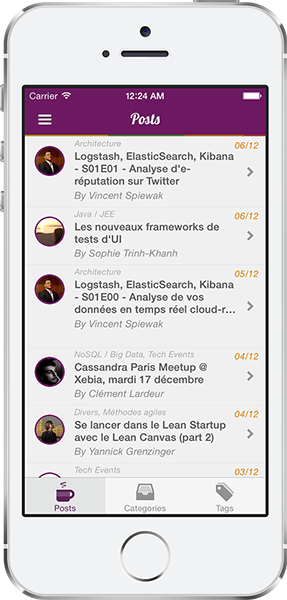 Carrier 12:24 AM
Posts
Architecture 06/12
Logstash, ElasticSearch, Kibana
- S01E01 - Analyse d'e-
réputation sur Twitter
By Vincent Spiewak
Java / JEE 06/12
Les nouveaux frameworks de
tests d'UI
By Sophie Trinh-Khanh
Architecture 05/12
Logstash, ElasticSearch, Kibana
- S01E00 - Analyse de vos
données en temps réel cloud-r...
By Vincent Spiewak
NoSQL / Big Data, Tech Events 04/12
Cassandra Paris Meetup @
Xebia, mardi 17 décembre
By Clément Lardeur
Divers, Méthodes agiles 04/12
Se lancer dans le Lean Startup
avec le Lean Canvas (part 2)
By Yannick Grenzinger
Tech Events 03/12
Posts Categories Tags